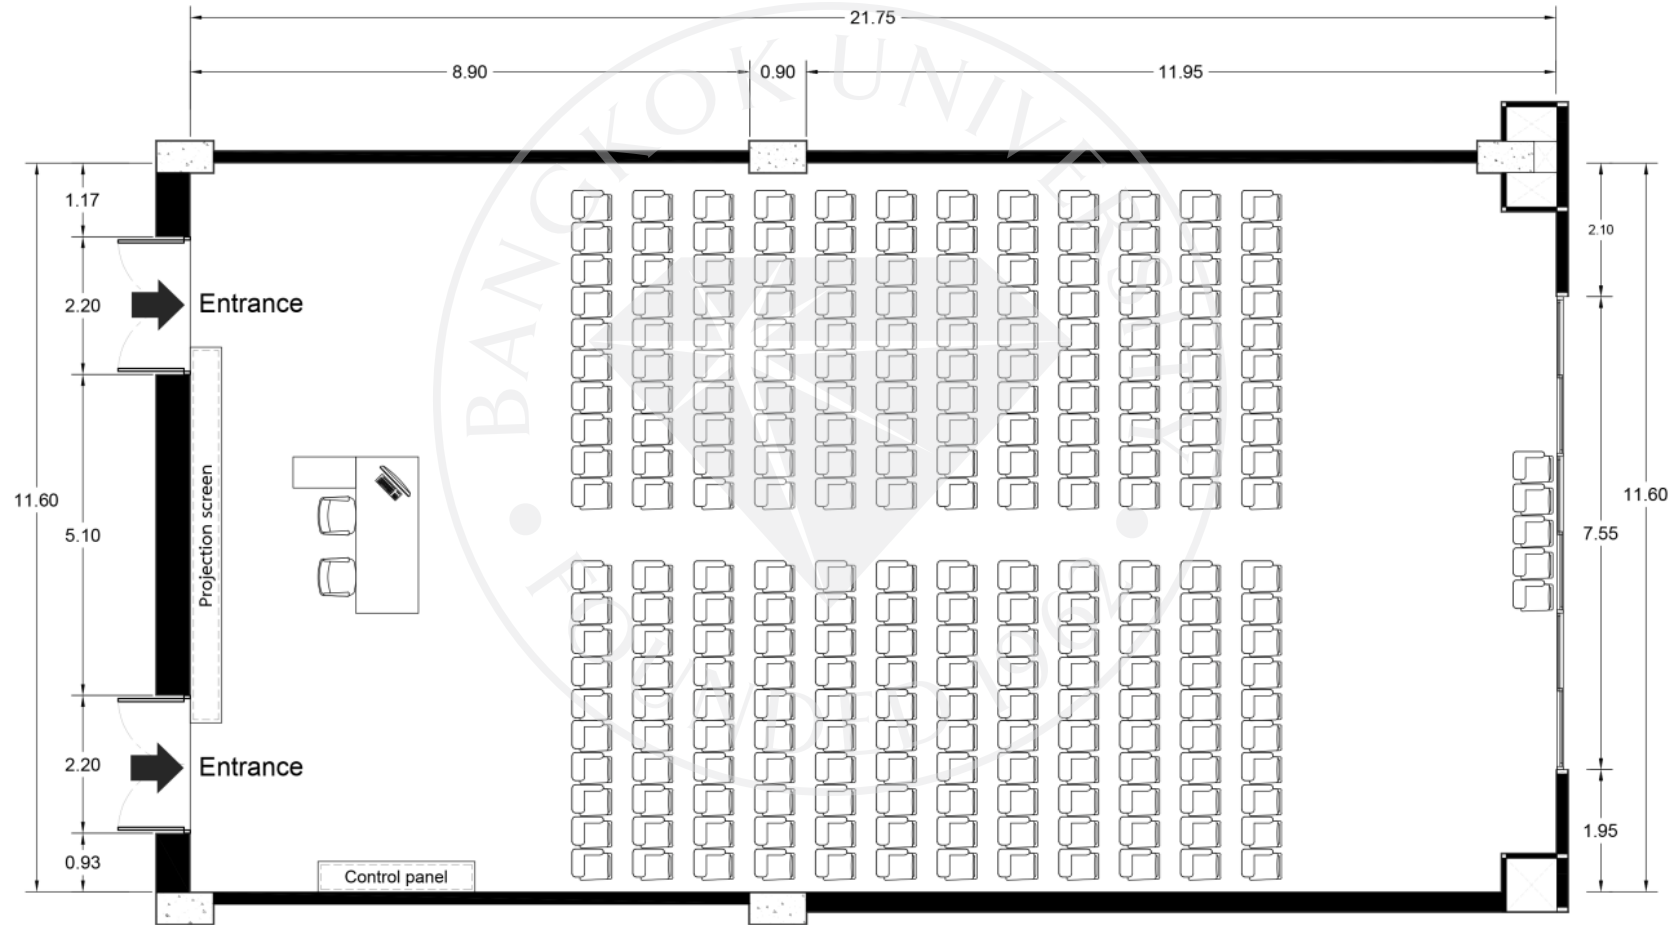 21.75
8.90
0.90
11.95
BANGKOK UNIVERSITY
FOUNDED 1962
1.17
2.20
5.10
2.20
0.93
11.60
Entrance
Projection screen
Entrance
Control panel
2.10
7.55
1.95
11.60